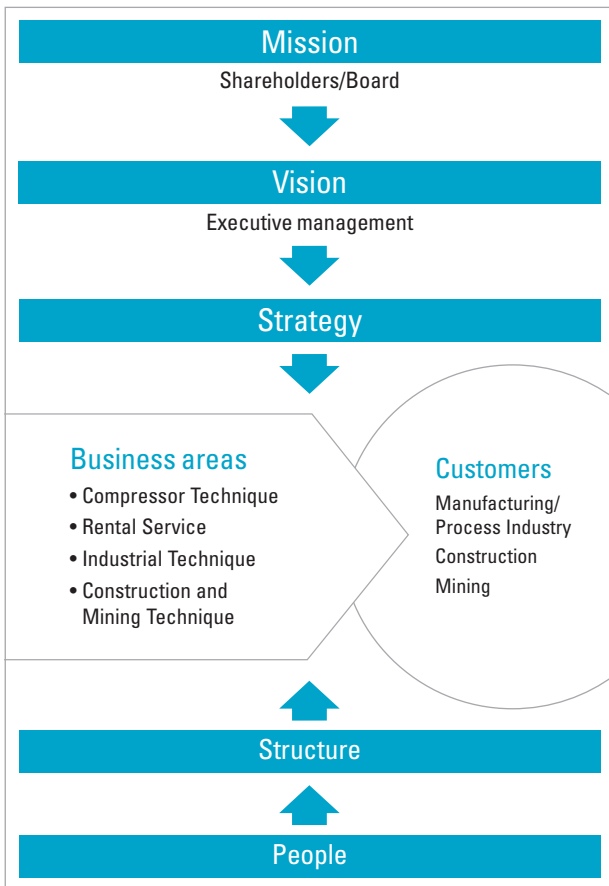 Mission
Shareholders/Board
Vision
Executive management
Strategy
Business areas
• Compressor Technique
• Rental Service
• Industrial Technique
• Construction and
Mining Technique
Customers
Manufacturing/
Process Industry
Construction
Mining
Structure
People